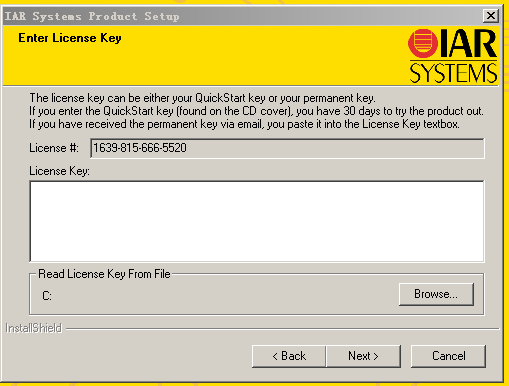 IAR Systems Product Setup
Enter License Key
IAR
SYSTEMS
The license key can be either your QuickStart key or your permanent key.
If you enter the QuickStart key (found on the CD cover), you have 30 days to try the product out.
If you have received the permanent key via email, you paste it into the License Key textbox.
License #: 1639-815-666-5520
License Key:
Read License Key From File
C:
Browse...
InstallShield
< Back Next > Cancel